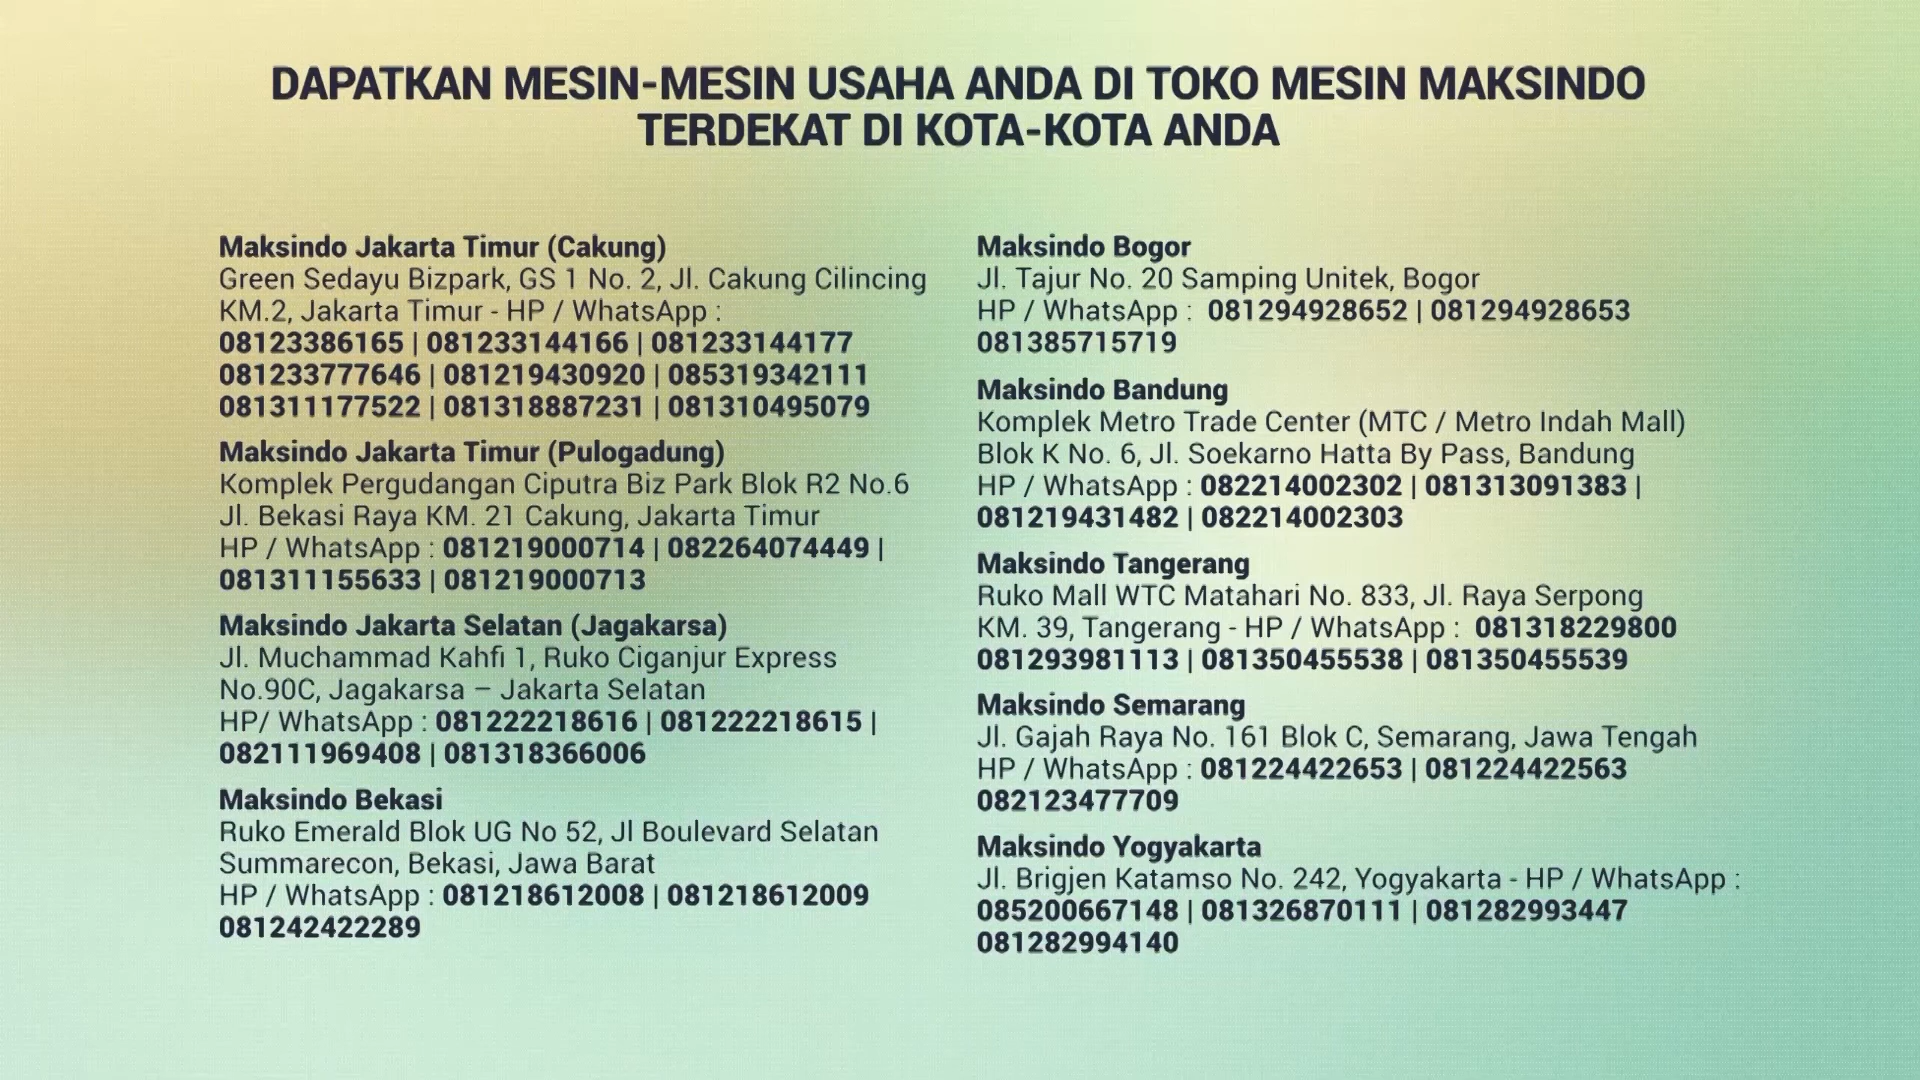 DAPATKAN MESIN-MESIN USAHA ANDA DI TOKO MESIN MAKSINDO
TERDEKAT DI KOTA-KOTA ANDA
Maksindo Jakarta Timur (Cakung)
Green Sedayu Bizpark, GS 1 No. 2, Jl. Cakung Cilincing
KM.2, Jakarta Timur - HP / WhatsApp :
08123386165 | 081233144166 | 081233144177
081233777646 | 081219430920 | 085319342111
081311177522 | 081318887231 | 081310495079
Maksindo Jakarta Timur (Pulogadung)
Komplek Pergudangan Ciputra Biz Park Blok R2 No.6
Jl. Bekasi Raya KM. 21 Cakung, Jakarta Timur
HP / WhatsApp : 081219000714 | 082264074449 |
081311155633 | 081219000713
Maksindo Jakarta Selatan (Jagakarsa)
Jl. Muchammad Kahfi 1, Ruko Ciganjur Express
No.90C, Jagakarsa – Jakarta Selatan
HP/ WhatsApp : 081222218616 | 081222218615 |
082111969408 | 081318366006
Maksindo Bekasi
Ruko Emerald Blok UG No 52, Jl Boulevard Selatan
Summarecon, Bekasi, Jawa Barat
HP / WhatsApp : 081218612008 | 081218612009
081242422289
Maksindo Bogor
Jl. Tajur No. 20 Samping Unitek, Bogor
HP / WhatsApp : 081294928652 | 081294928653
081385715719
Maksindo Bandung
Komplek Metro Trade Center (MTC / Metro Indah Mall)
Blok K No. 6, Jl. Soekarno Hatta By Pass, Bandung
HP / WhatsApp : 082214002302 | 081313091383 |
081219431482 | 082214002303
Maksindo Tangerang
Ruko Mall WTC Matahari No. 833, Jl. Raya Serpong
KM. 39, Tangerang - HP / WhatsApp : 081318229800
081293981113 | 081350455538 | 081350455539
Maksindo Semarang
Jl. Gajah Raya No. 161 Blok C, Semarang, Jawa Tengah
HP / WhatsApp : 081224422653 | 081224422563
082123477709
Maksindo Yogyakarta
Jl. Brigjen Katamso No. 242, Yogyakarta - HP / WhatsApp :
085200667148 | 081326870111 | 081282993447
081282994140